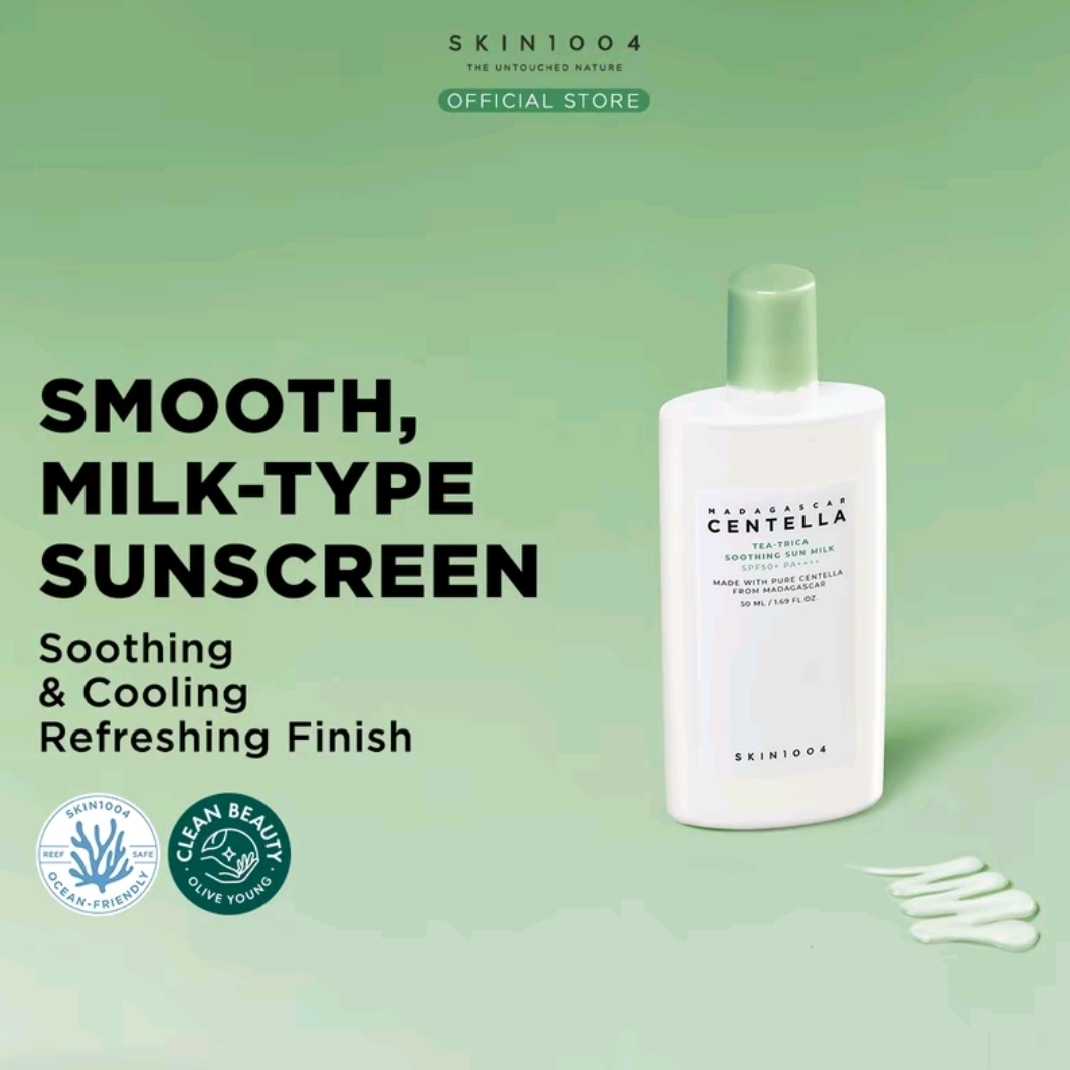 SKIN1004
THE UNTOUCHED NATURE
OFFICIAL STORE
SMOOTH,
MILK-TYPE
SUNSCREEN
Soothing
& Cooling
Refreshing Finish
SKIN1004
REEF SAFE
OCEAN-FRIENDLY
CLEAN BEAUTY
OLIVE YOUNG
MADAGASCAR
CENTELLA
TEA-TRICA
SOOTHING SUN MILK
SPF50+ PA++++
MADE WITH PURE CENTELLA
FROM MADAGASCAR
50 ML / 1.69 FL.OZ.
SKIN1004